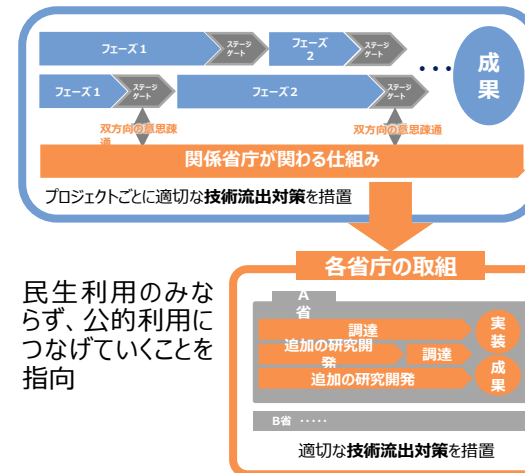 フェーズ1
ステージ
ゲート
フェーズ
2
ステージ
ゲート
フェーズ1
ステージ
ゲート
フェーズ2
ステージ
ゲート
・・・
成
果
双方向の意思疎
通
双方向の意思疎通
関係省庁が関わる仕組み
プロジェクトごとに適切な技術流出対策を措置
民生利用のみな
らず、公的利用に
つなげていくことを
指向
各省庁の取組
A
省
調達
追加の研究開
発
調達
追加の研究開発
実
装
成
果
B省 ‥‥‥
適切な技術流出対策を措置